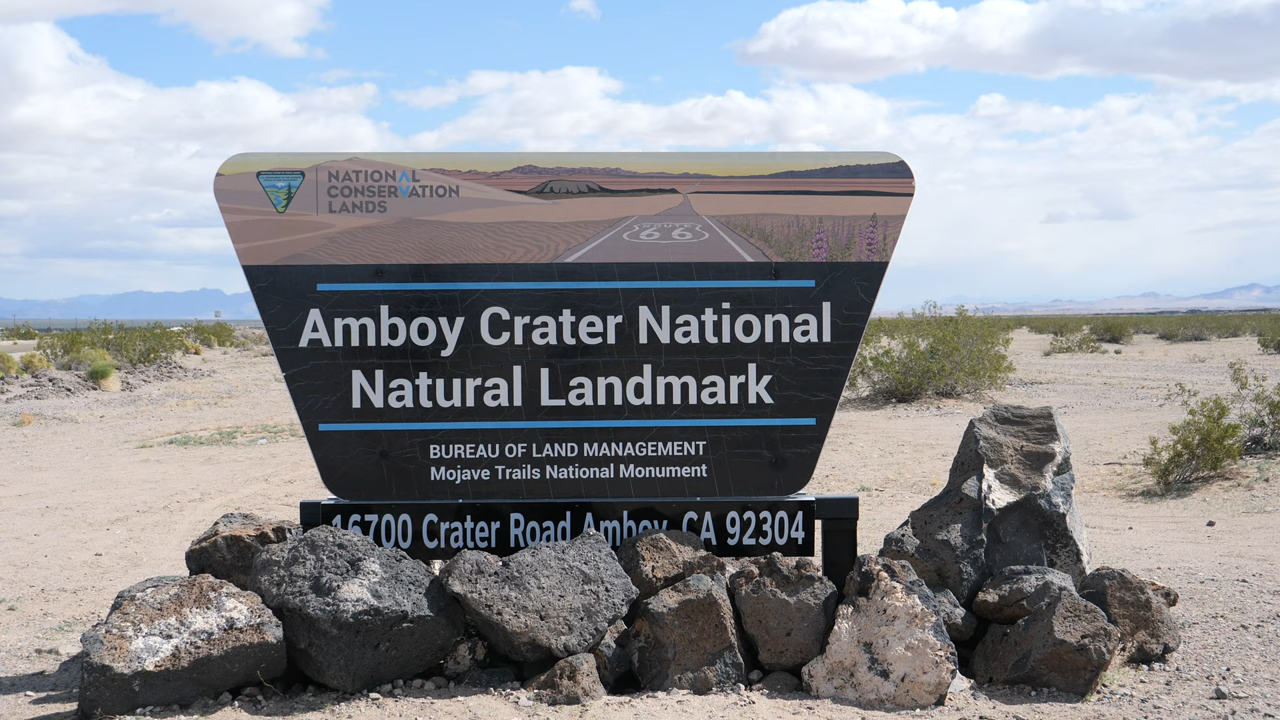 NATIONAL
CONSERVATION
LANDS
ROUTE
66
Amboy Crater National
Natural Landmark
BUREAU OF LAND MANAGEMENT
Mojave Trails National Monument
16700 Crater Road Amboy, CA 92304